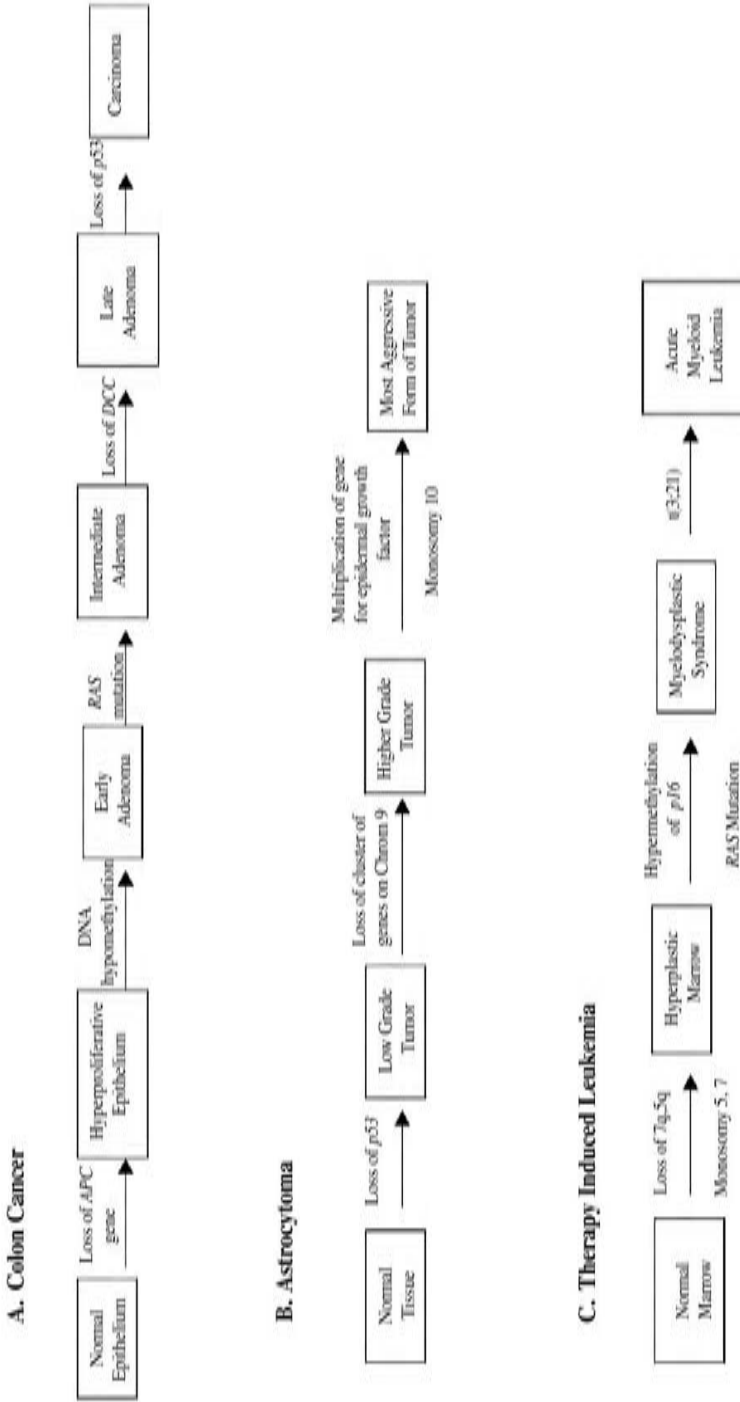 A. Colon Cancer
Normal
Epithelium
Loss of APC
gene
Hyperproliferative
Epithelium
DNA
hypomethylation
Early
Adenoma
RAS
mutation
Intermediate
Adenoma
Loss of DCC
Late
Adenoma
Loss of p53
Carcinoma
B. Astrocytoma
Normal
Tissue
Loss of p53
Low Grade
Tumor
Loss of cluster of
genes on Chrom 9
Higher Grade
Tumor
Multiplication of gene
for epidermal growth
factor
Monosomy 10
Most Aggressive
Form of Tumor
C. Therapy Induced Leukemia
Normal
Marrow
Loss of 7q,5q
Monosomy 5, 7
Hyperplastic
Marrow
Hypermethylation
of p16
RAS Mutation
Myelodysplastic
Syndrome
t(3:21)
Acute
Myeloid
Leukemia